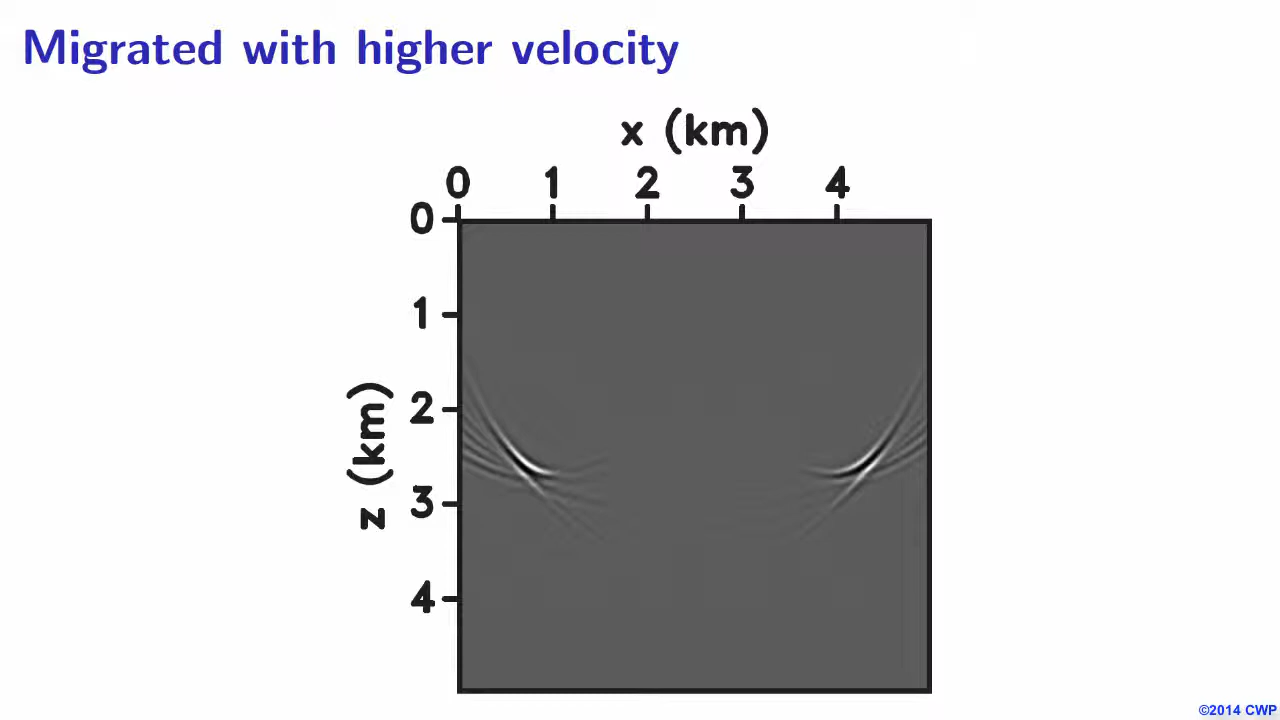 Migrated with higher velocity
x (km)
0 1 2 3 4
0
1
2
3
4
z (km)
©2014 CWP